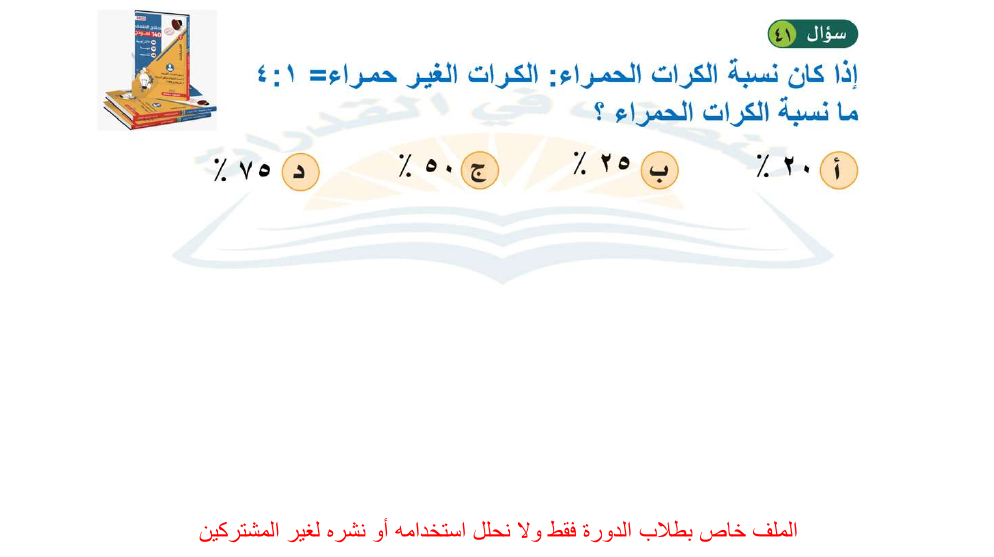 سؤال ٤١
إذا كان نسبة الكرات الحمراء: الكرات الغير حمراء= ١ : ٤
ما نسبة الكرات الحمراء ؟
أ ٢٠ ٪ ب ٢٥ ٪ ج ٥٠ ٪ د ٧٥ ٪
الملف خاص بطلاب الدورة فقط ولا نحلل استخدامه أو نشره لغير المشتركين